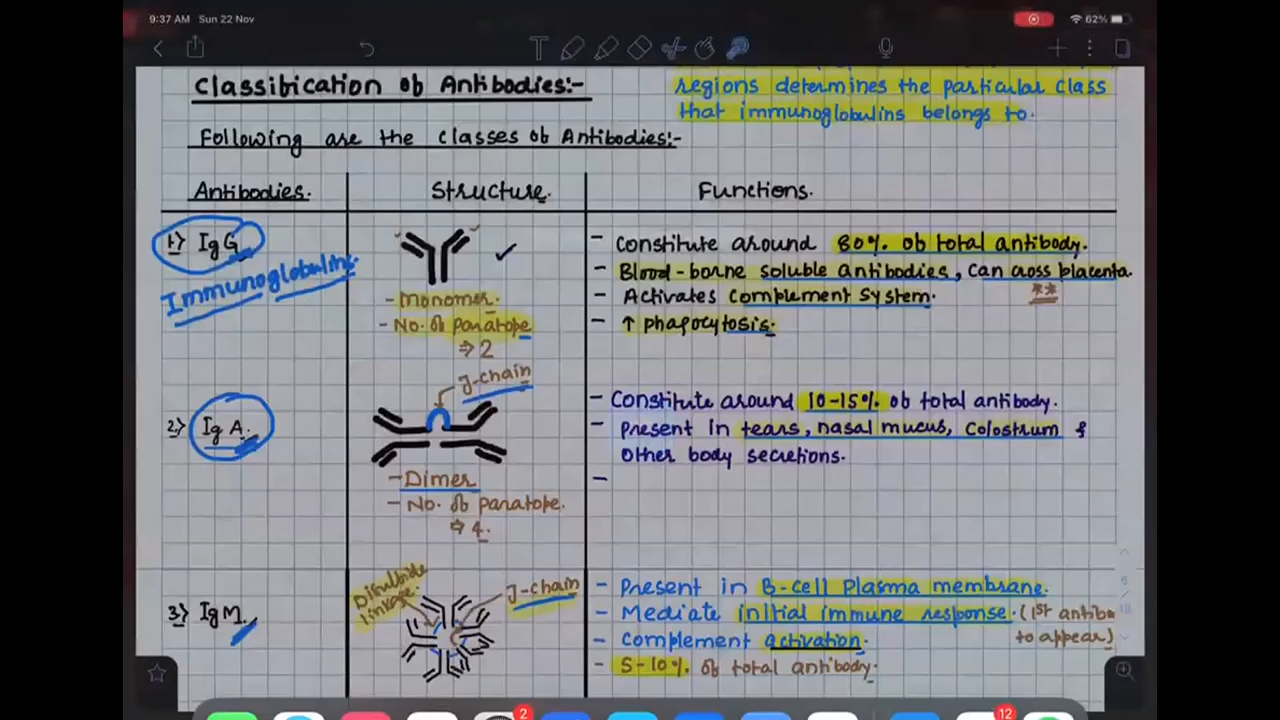 9:37 AM Sun 22 Nov
62%
Classification of Antibodies:-
regions determines the particular class
that immunoglobulins belongs to.
Following are the classes of Antibodies:-
Antibodies.
Structure.
Functions.
1) IgG
Immunoglobulins
- Monomer.
- No. of paratope
⇒ 2
- Constitute around 80% of total antibody.
- Blood-borne soluble antibodies, can cross placenta.
**
- Activates complement system.
- ↑ phagocytosis.
2) Ig A.
J-chain
- Dimer
- No. of paratope.
⇒ 4.
- Constitute around 10-15% of total antibody.
- Present in tears, nasal mucus, colostrum &
other body secretions.
-
3) IgM.
Disulbide
linkage.
J-chain
- Present in B-cell plasma membrane.
- Mediate initial immune response. (1st antibo
to appear)
- Complement activation.
- 5-10% of total antibody.
2
12